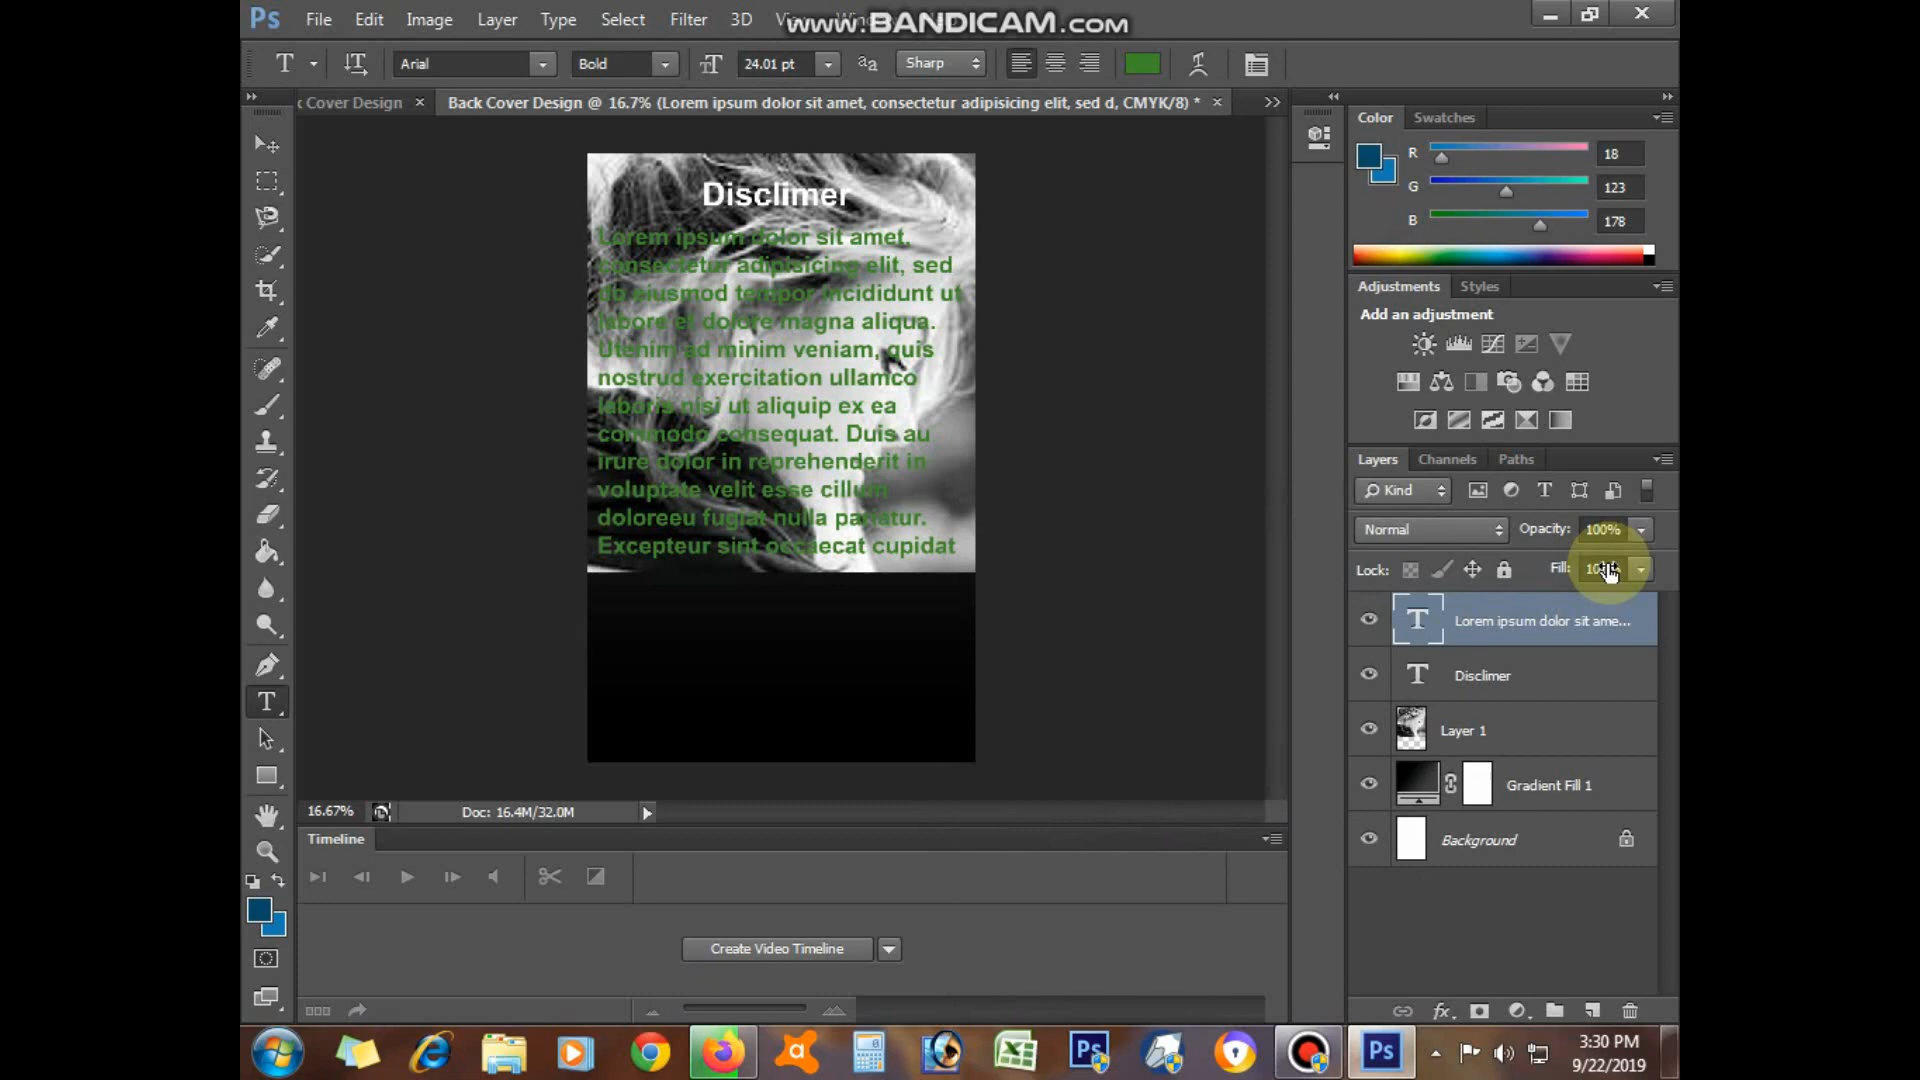 Ps File Edit Image Layer Type Select Filter 3D
www.BANDICAM.com
T Arial Bold 24.01 pt aa Sharp
k Cover Design × Back Cover Design @ 16.7% (Lorem ipsum dolor sit amet, consectetur adipisicing elit, sed d, CMYK/8) * ×
Disclimer
Lorem ipsum dolor sit amet,
consectetur adipisicing elit, sed
do eiusmod tempor incididunt ut
labore et dolore magna aliqua.
Utenim ad minim veniam, quis
nostrud exercitation ullamco
laboris nisi ut aliquip ex ea
commodo consequat. Duis au
irure dolor in reprehenderit in
voluptate velit esse cillum
doloreeu fugiat nulla pariatur.
Excepteur sint occaecat cupidat
16.67% Doc: 16.4M/32.0M
Timeline
Create Video Timeline
Color Swatches
R 18
G 123
B 178
Adjustments Styles
Add an adjustment
Layers Channels Paths
Kind
Normal Opacity: 100%
Lock: Fill:
Lorem ipsum dolor sit ame...
Disclimer
Layer 1
Gradient Fill 1
Background
fx
3:30 PM
9/22/2019